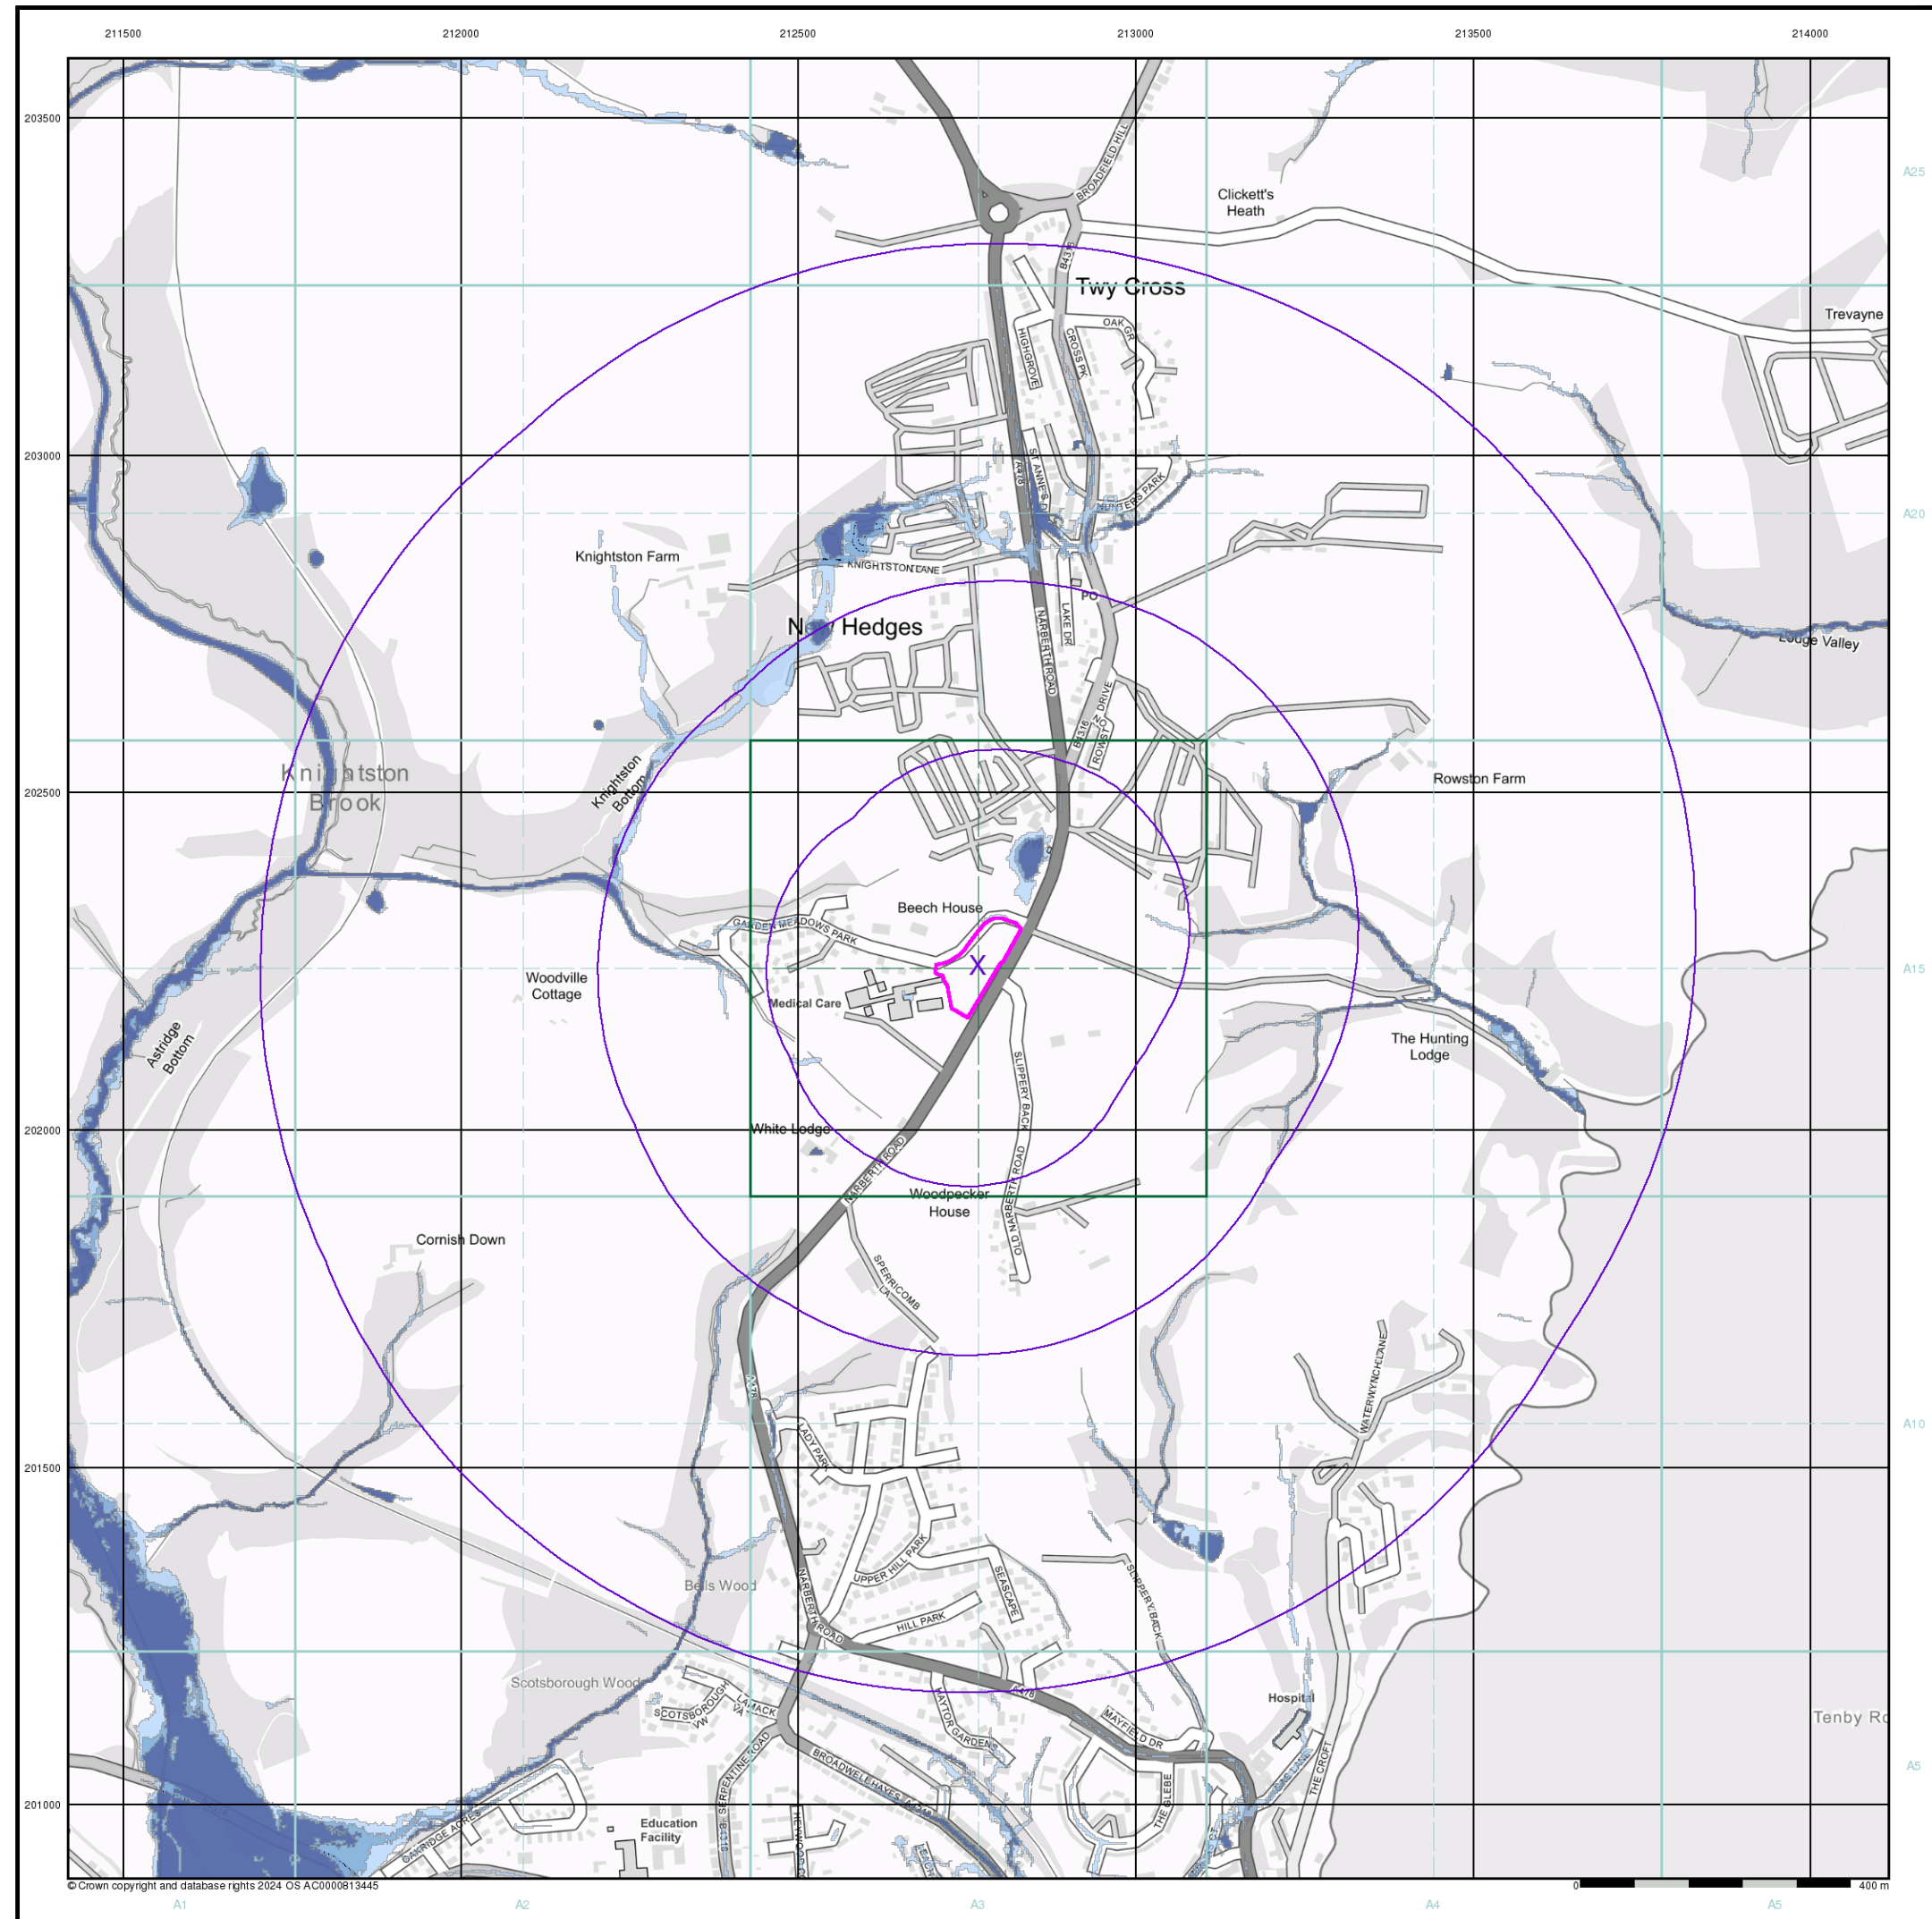 211500 212000 212500 213000 213500 214000
203500
203000
202500
202000
201500
201000
A25
A20
A15
A10
A5
BROADFIELD HILL
Clickett's
Heath
B4316
Twy Cross
Trevayne
OAK GR
HIGHGROVE
CROSS PK
A478
HUNTERS PARK
Knightston Farm
KNIGHTSTON LANE
PO
LAKE DR
New Hedges
NARBERTH ROAD
Lodge Valley
B4316
DRIVE
Knightston
Brook
Knightston
Bottom
Rowston Farm
Beech House
GARDEN MEADOWS PARK
X
Woodville
Cottage
Medical Care
Astridge
Bottom
The Hunting
Lodge
SLIPPERY BACK
White Lodge
NARBERTH ROAD
OLD NARBERTH ROAD
Woodpecker
House
Cornish Down
SPERRICOMB
LA
A478
WATERWYNCH LANE
LADY PARK
UPPER HILL PARK
SEASCAPE
Bells Wood
NARBERTH ROAD
HILL PARK
SLIPPERY BACK
Scotsborough Wood
SCOTSBOROUGH
VW
LAMACK
VA
A478
Hospital
MAYTOR GARDENS
MAYFIELD DR
Tenby Ro
SERPENTINE ROAD
BROADWELL HAYES
THE GLEBE
THE CROFT
OAKRIDGE ACRES
Education
Facility
B4318
© Crown copyright and database rights 2024 OS AC0000813445
0 400 m
A1 A2 A3 A4 A5